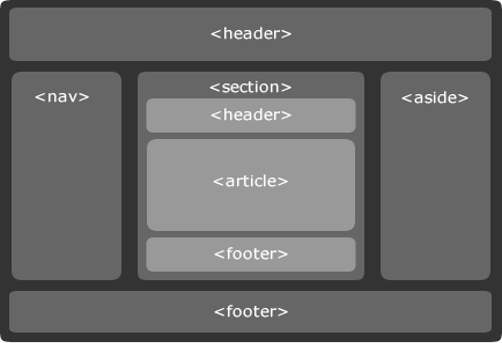 <header>
<nav>
<section>
<header>
<article>
<footer>
<aside>
<footer>